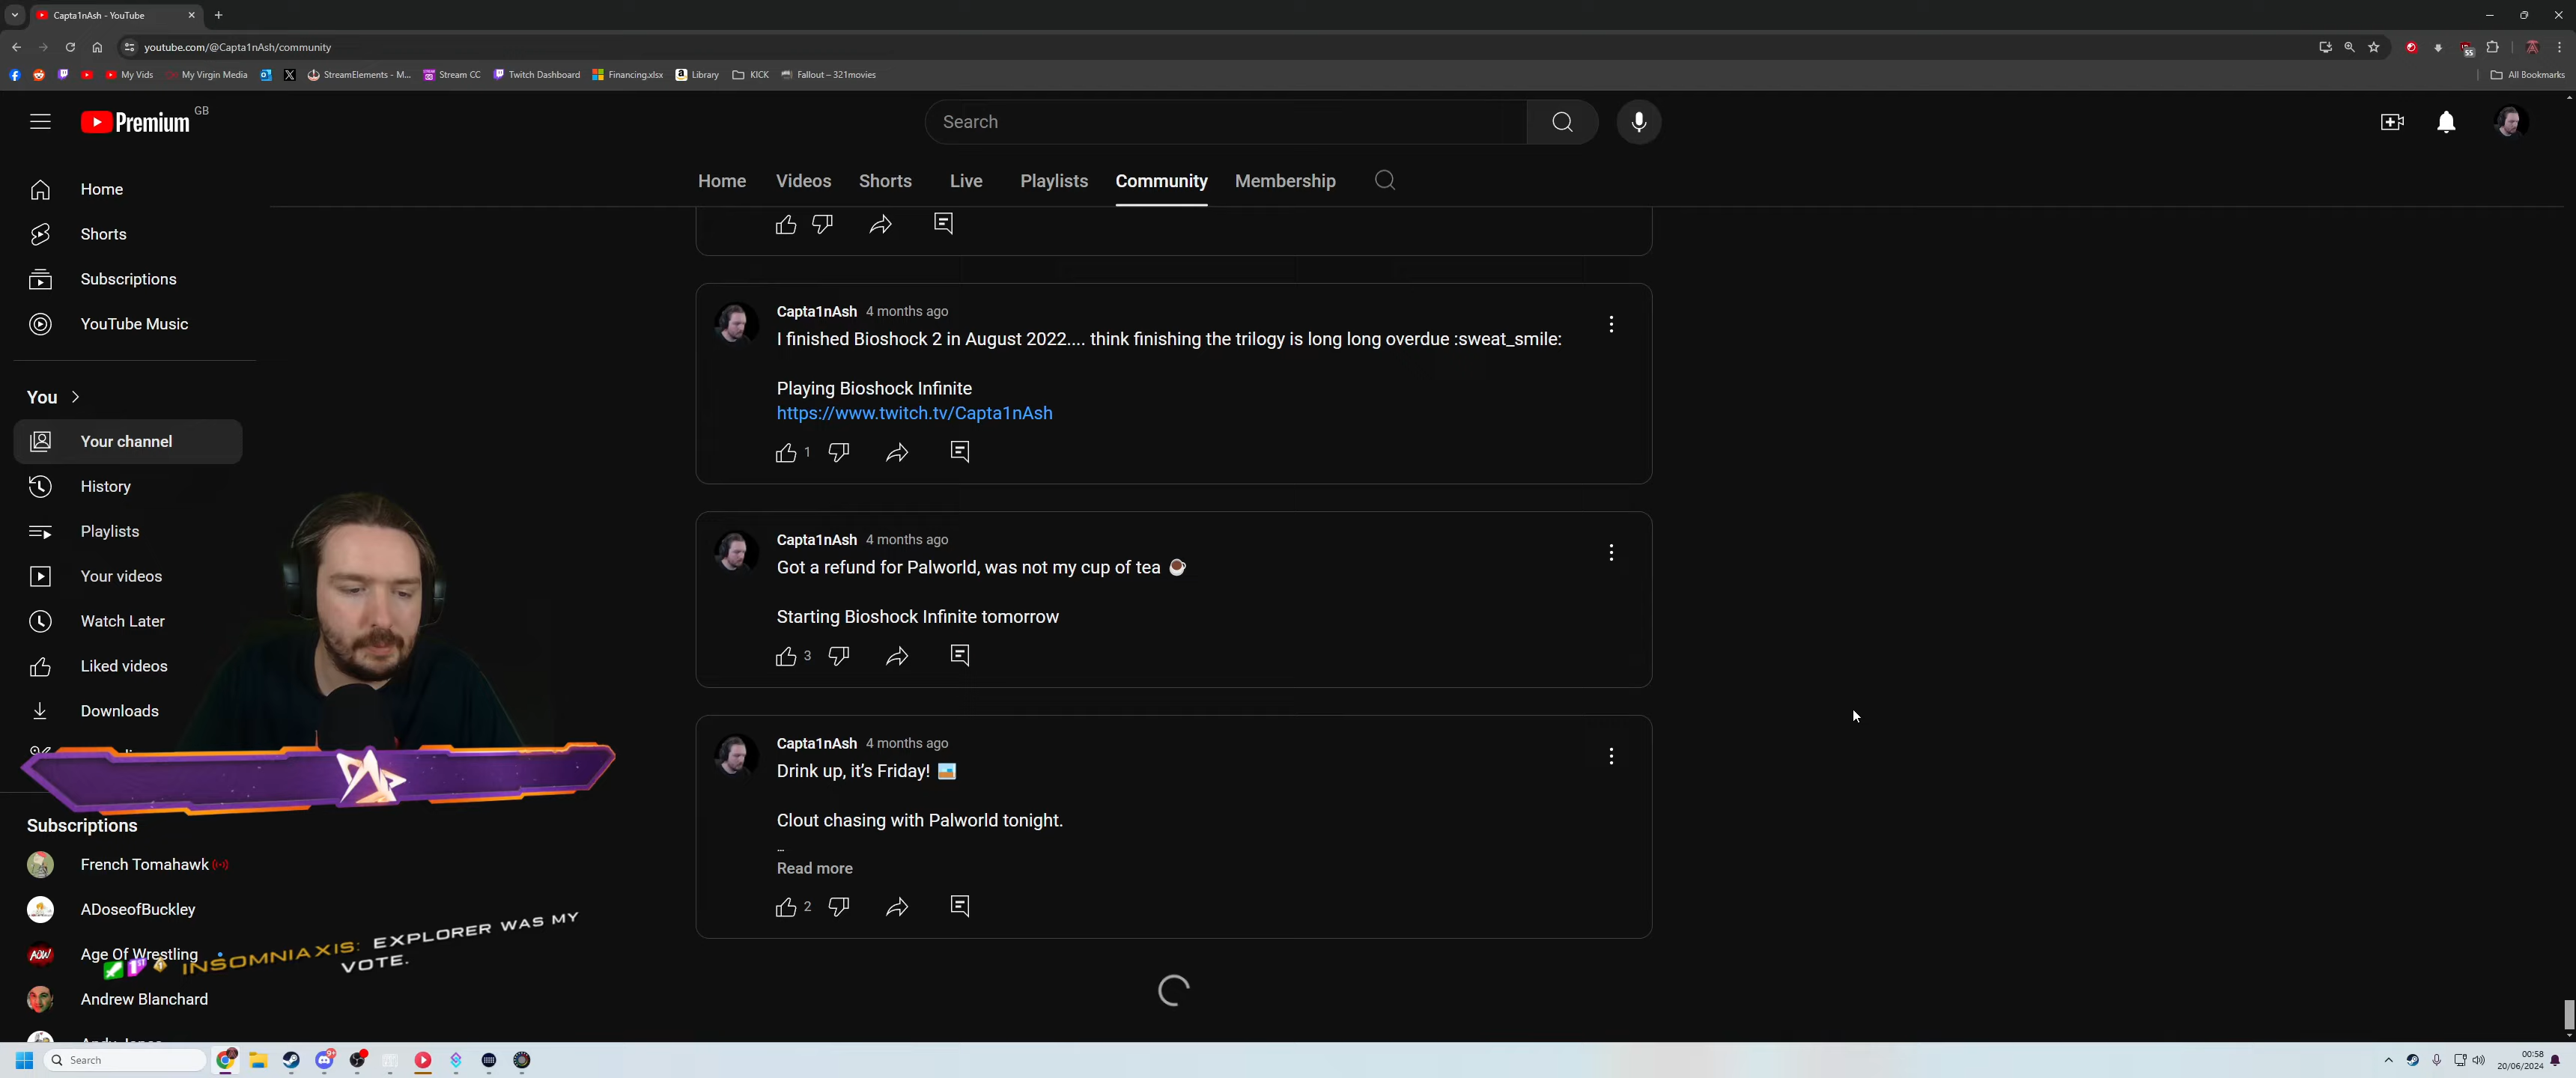 Capta1nAsh - YouTube
youtube.com/@Capta1nAsh/community
My Vids
My Virgin Media
StreamElements - M...
Stream CC
Twitch Dashboard
Financing.xlsx
Library
KICK
Fallout – 321movies
All Bookmarks
55
Premium
GB
Search
Home
Videos
Shorts
Live
Playlists
Community
Membership
Home
Shorts
Subscriptions
YouTube Music
You
Your channel
History
Playlists
Your videos
Watch Later
Liked videos
Downloads
Subscriptions
French Tomahawk
ADoseofBuckley
Age Of Wrestling
Andrew Blanchard
Capta1nAsh 4 months ago
I finished Bioshock 2 in August 2022.... think finishing the trilogy is long long overdue :sweat_smile:
Playing Bioshock Infinite
https://www.twitch.tv/Capta1nAsh
1
Capta1nAsh 4 months ago
Got a refund for Palworld, was not my cup of tea
Starting Bioshock Infinite tomorrow
3
Capta1nAsh 4 months ago
Drink up, it's Friday!
Clout chasing with Palworld tonight.
...
Read more
2
INSOMNIAXIS: EXPLORER WAS MY
VOTE.
Search
9+
00:58
20/06/2024